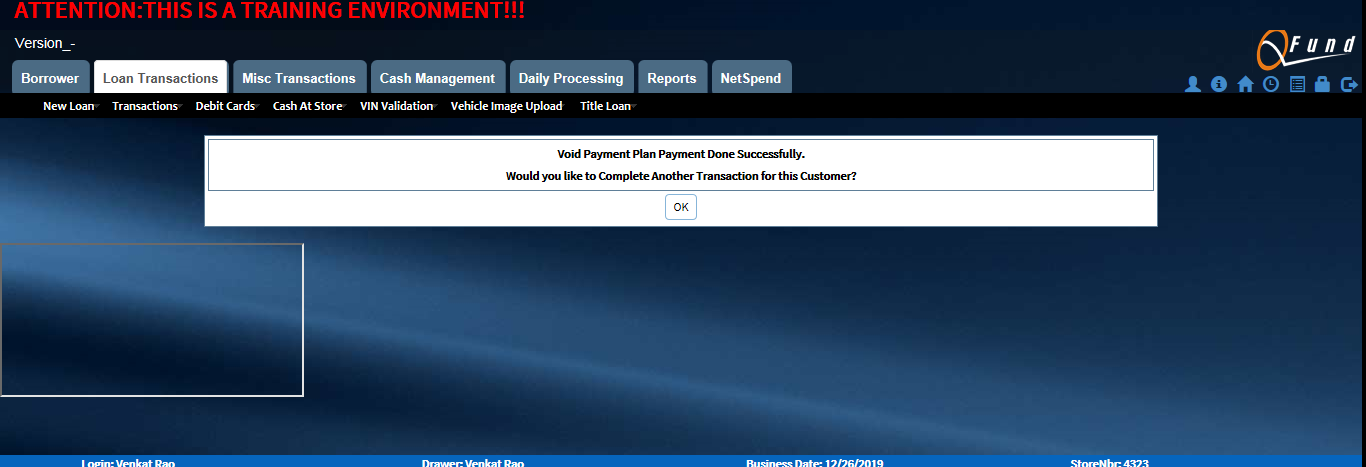 ATTENTION:THIS IS A TRAINING ENVIRONMENT!!!
Version_-
QFund
Borrower Loan Transactions Misc Transactions Cash Management Daily Processing Reports NetSpend
New Loan Transactions Debit Cards Cash At Store VIN Validation Vehicle Image Upload Title Loan
Void Payment Plan Payment Done Successfully.
Would you like to Complete Another Transaction for this Customer?
OK
Login: Venkat Rao Drawer: Venkat Rao Business Date: 12/26/2019 StoreNbr: 4323